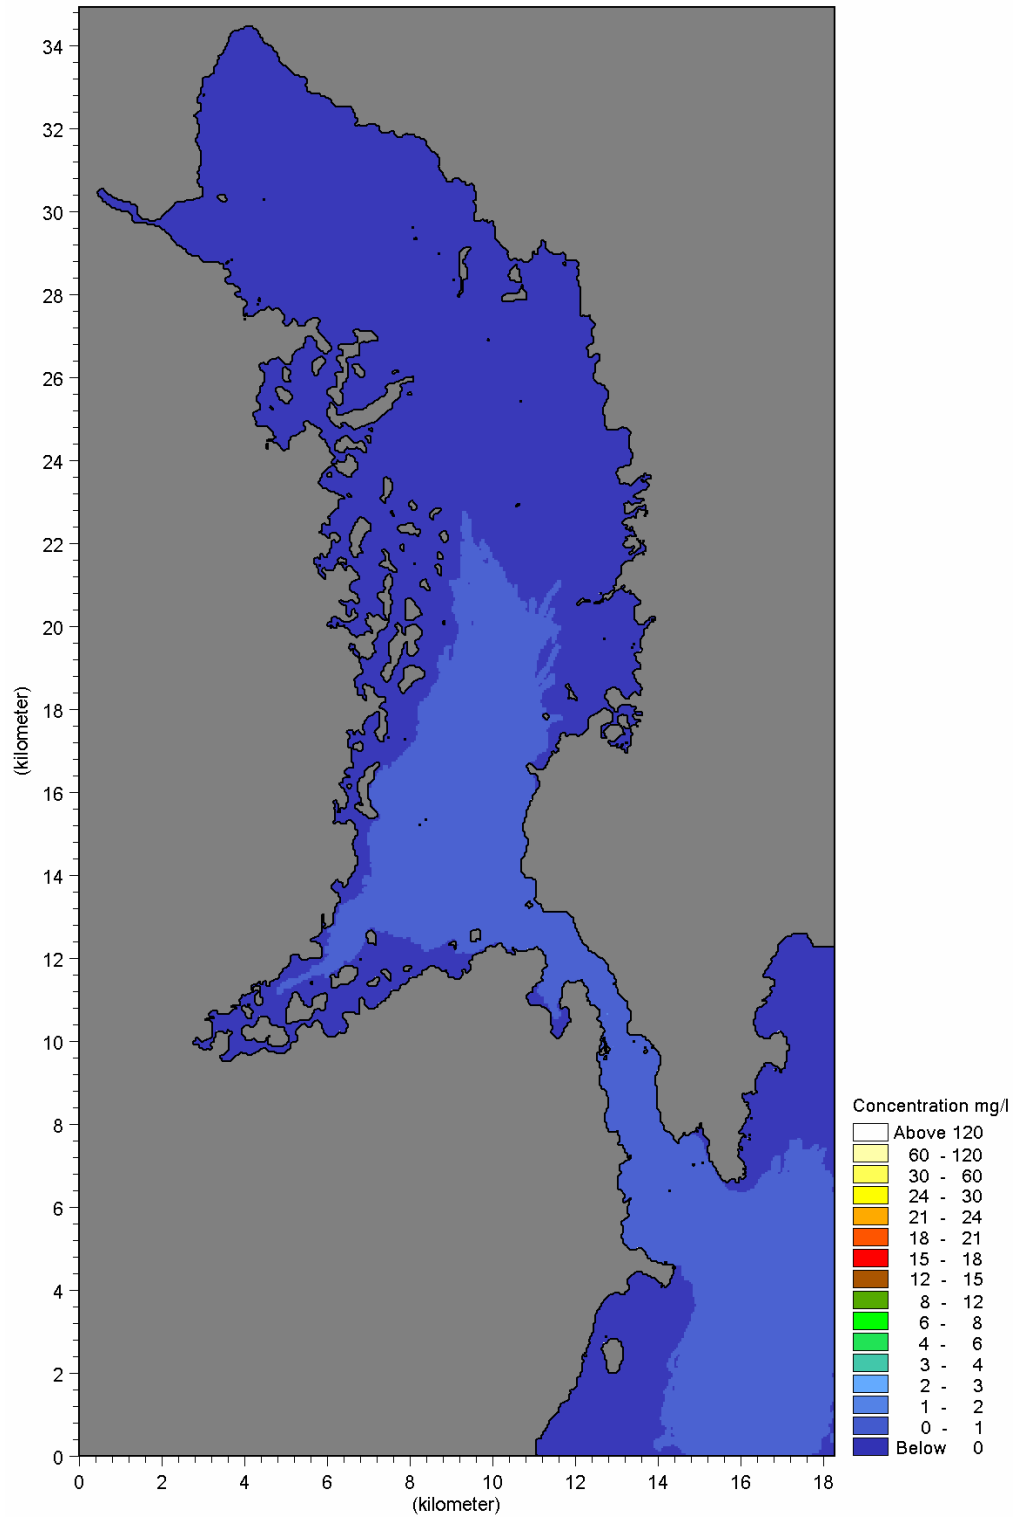 34
32
30
28
26
24
22
20
18
16
14
12
10
8
6
4
2
0
(kilometer)
0 2 4 6 8 10 12 14 16 18
(kilometer)
Concentration mg/l
Above 120
60 - 120
30 - 60
24 - 30
21 - 24
18 - 21
15 - 18
12 - 15
8 - 12
6 - 8
4 - 6
3 - 4
2 - 3
1 - 2
0 - 1
Below 0